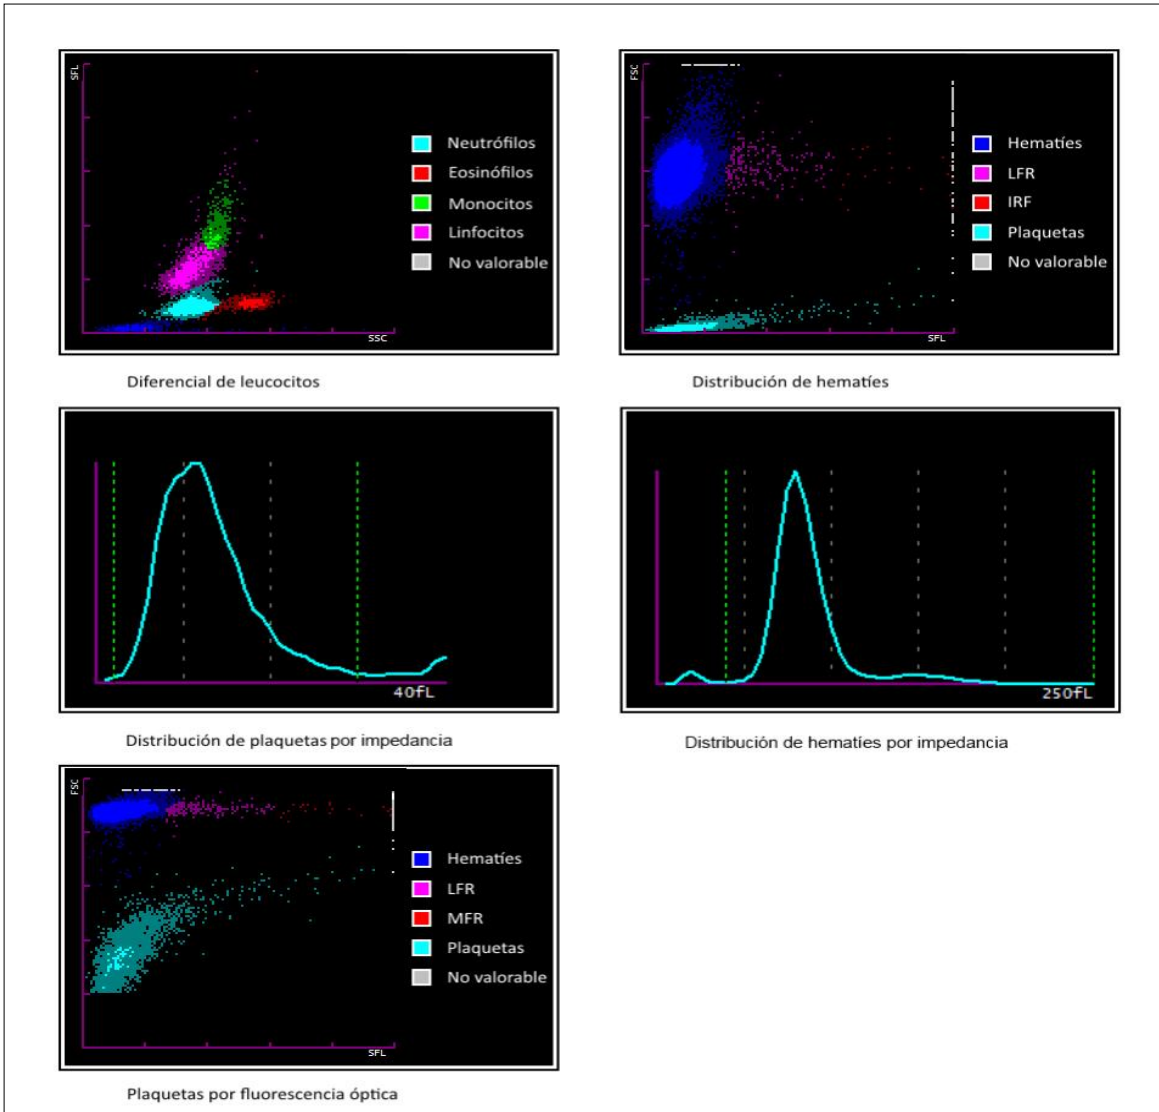 SFL
Neutrófilos
Eosinófilos
Monocitos
Linfocitos
No valorable
SSC
Diferencial de leucocitos
FSC
Hematíes
LFR
IRF
Plaquetas
No valorable
SFL
Distribución de hematíes
40fL
Distribución de plaquetas por impedancia
250fL
Distribución de hematíes por impedancia
FSC
Hematíes
LFR
MFR
Plaquetas
No valorable
SFL
Plaquetas por fluorescencia óptica